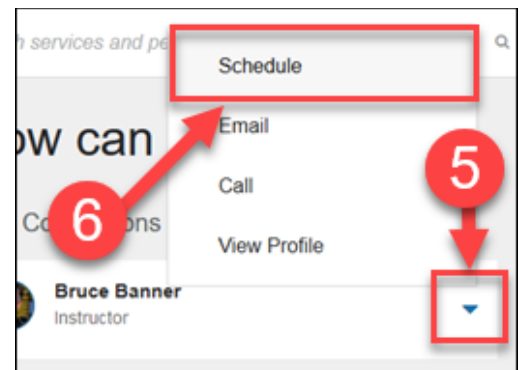 h services and pe
Schedule
Email
ow can
5
Call
6
Co ons
View Profile
Bruce Banner
Instructor